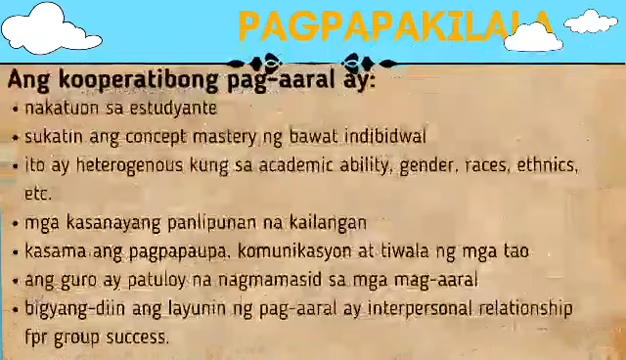 PAGPAPAKILALA
Ang kooperatibong pag-aaral ay:
• nakatuon sa estudyante
• sukatin ang concept mastery ng bawat indibidwal
• ito ay heterogenous kung sa academic ability, gender, races, ethnics,
etc.
• mga kasanayang panlipunan na kailangan
• kasama ang pagpapaupa, komunikasyon at tiwala ng mga tao
• ang guro ay patuloy na nagmamasid sa mga mag-aaral
• bigyang-diin ang layunin ng pag-aaral ay interpersonal relationship
fpr group success.